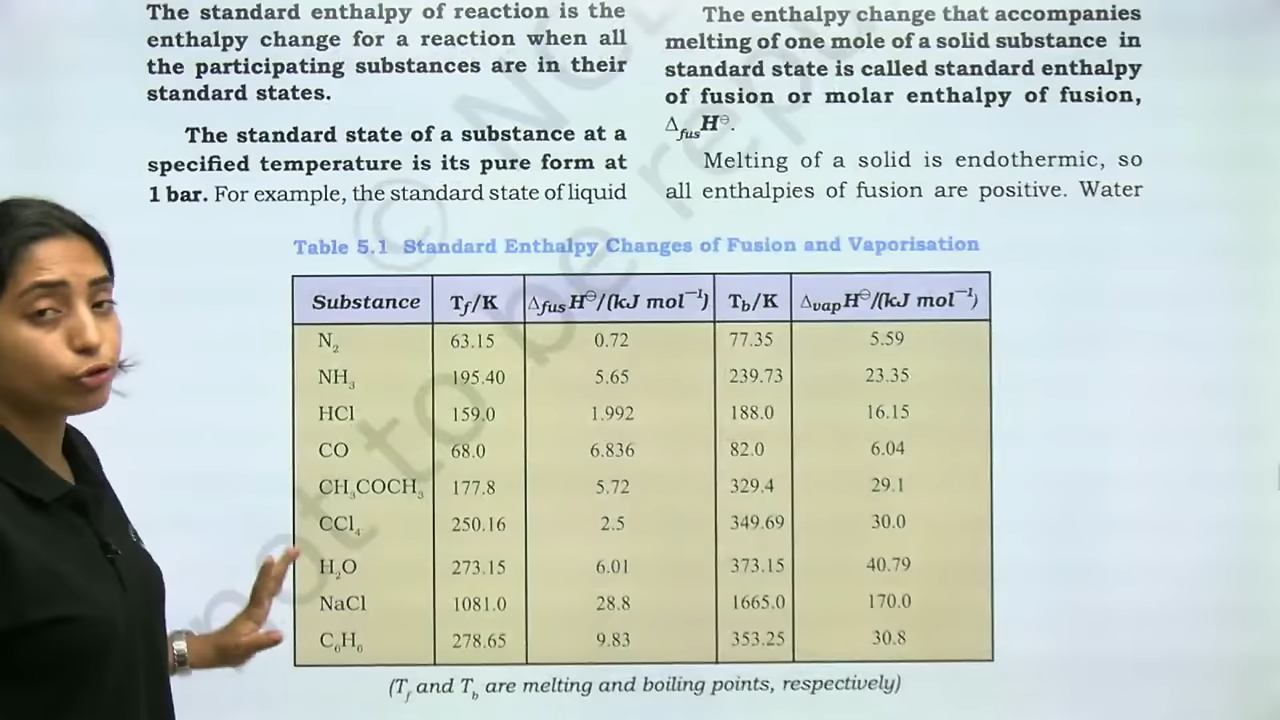 The standard enthalpy of reaction is the
enthalpy change for a reaction when all
the participating substances are in their
standard states.
The standard state of a substance at a
specified temperature is its pure form at
1 bar. For example, the standard state of liquid
The enthalpy change that accompanies
melting of one mole of a solid substance in
standard state is called standard enthalpy
of fusion or molar enthalpy of fusion,
ΔfusH⊖.
Melting of a solid is endothermic, so
all enthalpies of fusion are positive. Water
Table 5.1 Standard Enthalpy Changes of Fusion and Vaporisation
Substance Tf/K ΔfusH⊖/(kJ mol⁻¹) Tb/K ΔvapH⊖/(kJ mol⁻¹)
N₂ 63.15 0.72 77.35 5.59
NH₃ 195.40 5.65 239.73 23.35
HCl 159.0 1.992 188.0 16.15
CO 68.0 6.836 82.0 6.04
CH₃COCH₃ 177.8 5.72 329.4 29.1
CCl₄ 250.16 2.5 349.69 30.0
H₂O 273.15 6.01 373.15 40.79
NaCl 1081.0 28.8 1665.0 170.0
C₆H₆ 278.65 9.83 353.25 30.8
(Tf and Tb are melting and boiling points, respectively)
© NC
not to be rep